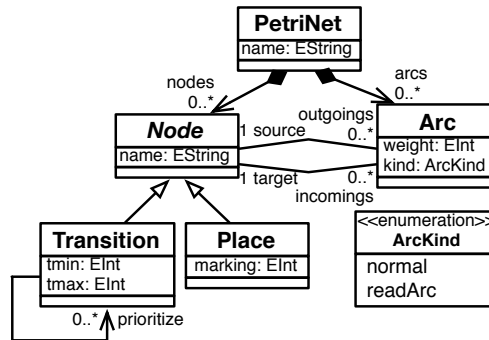 PetriNet
name: EString
nodes
0..*
arcs
0..*
Node
name: EString
1 source
outgoings
0..*
1 target
0..*
incomings
Arc
weight: EInt
kind: ArcKind
Transition
tmin: EInt
tmax: EInt
0..* prioritize
Place
marking: EInt
<<enumeration>>
ArcKind
normal
readArc